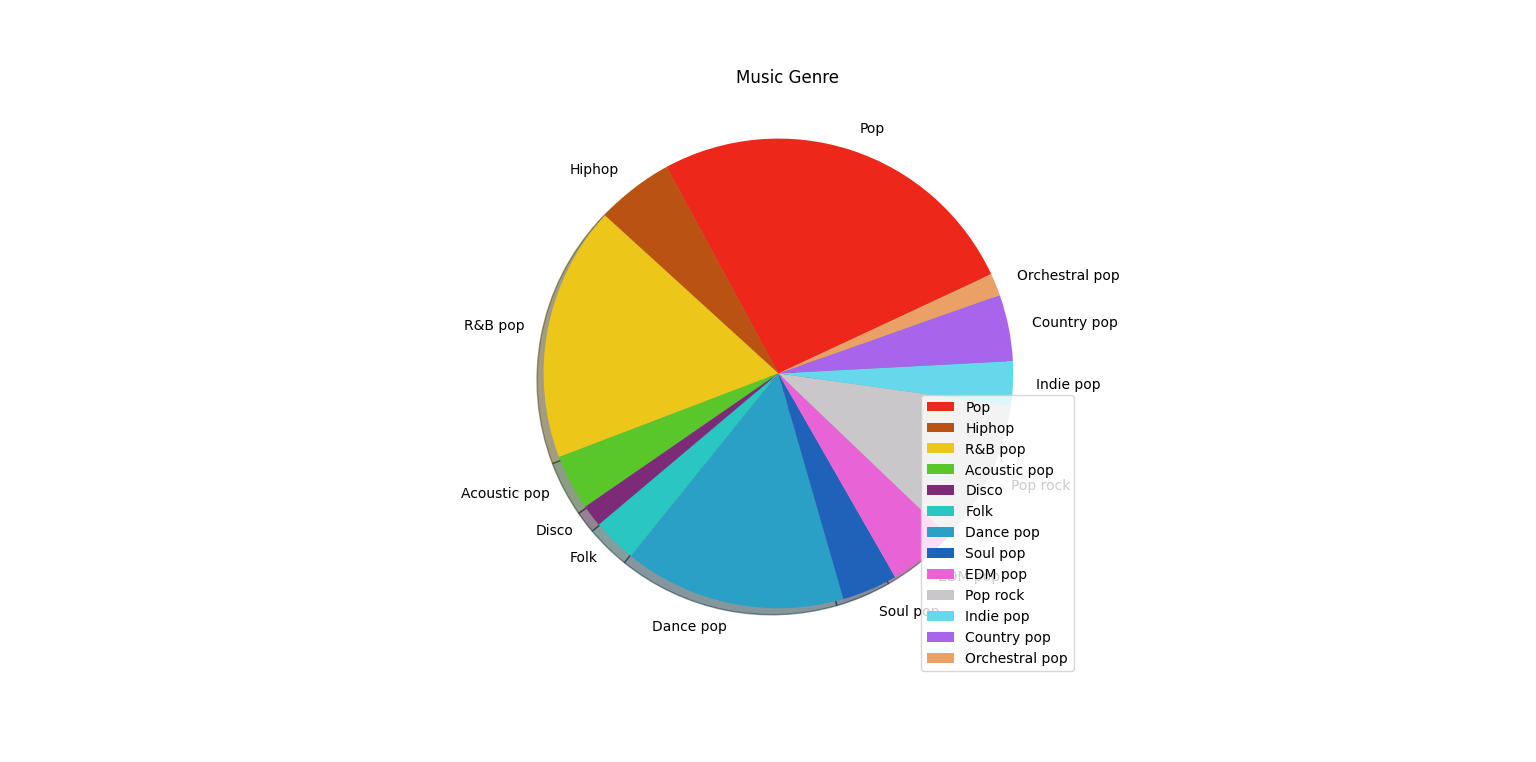 Music Genre
Pop
Hiphop
Orchestral pop
Country pop
R&B pop
Indie pop
Acoustic pop
Pop rock
Disco
Folk
EDM pop
Soul pop
Dance pop
Pop
Hiphop
R&B pop
Acoustic pop
Disco
Folk
Dance pop
Soul pop
EDM pop
Pop rock
Indie pop
Country pop
Orchestral pop